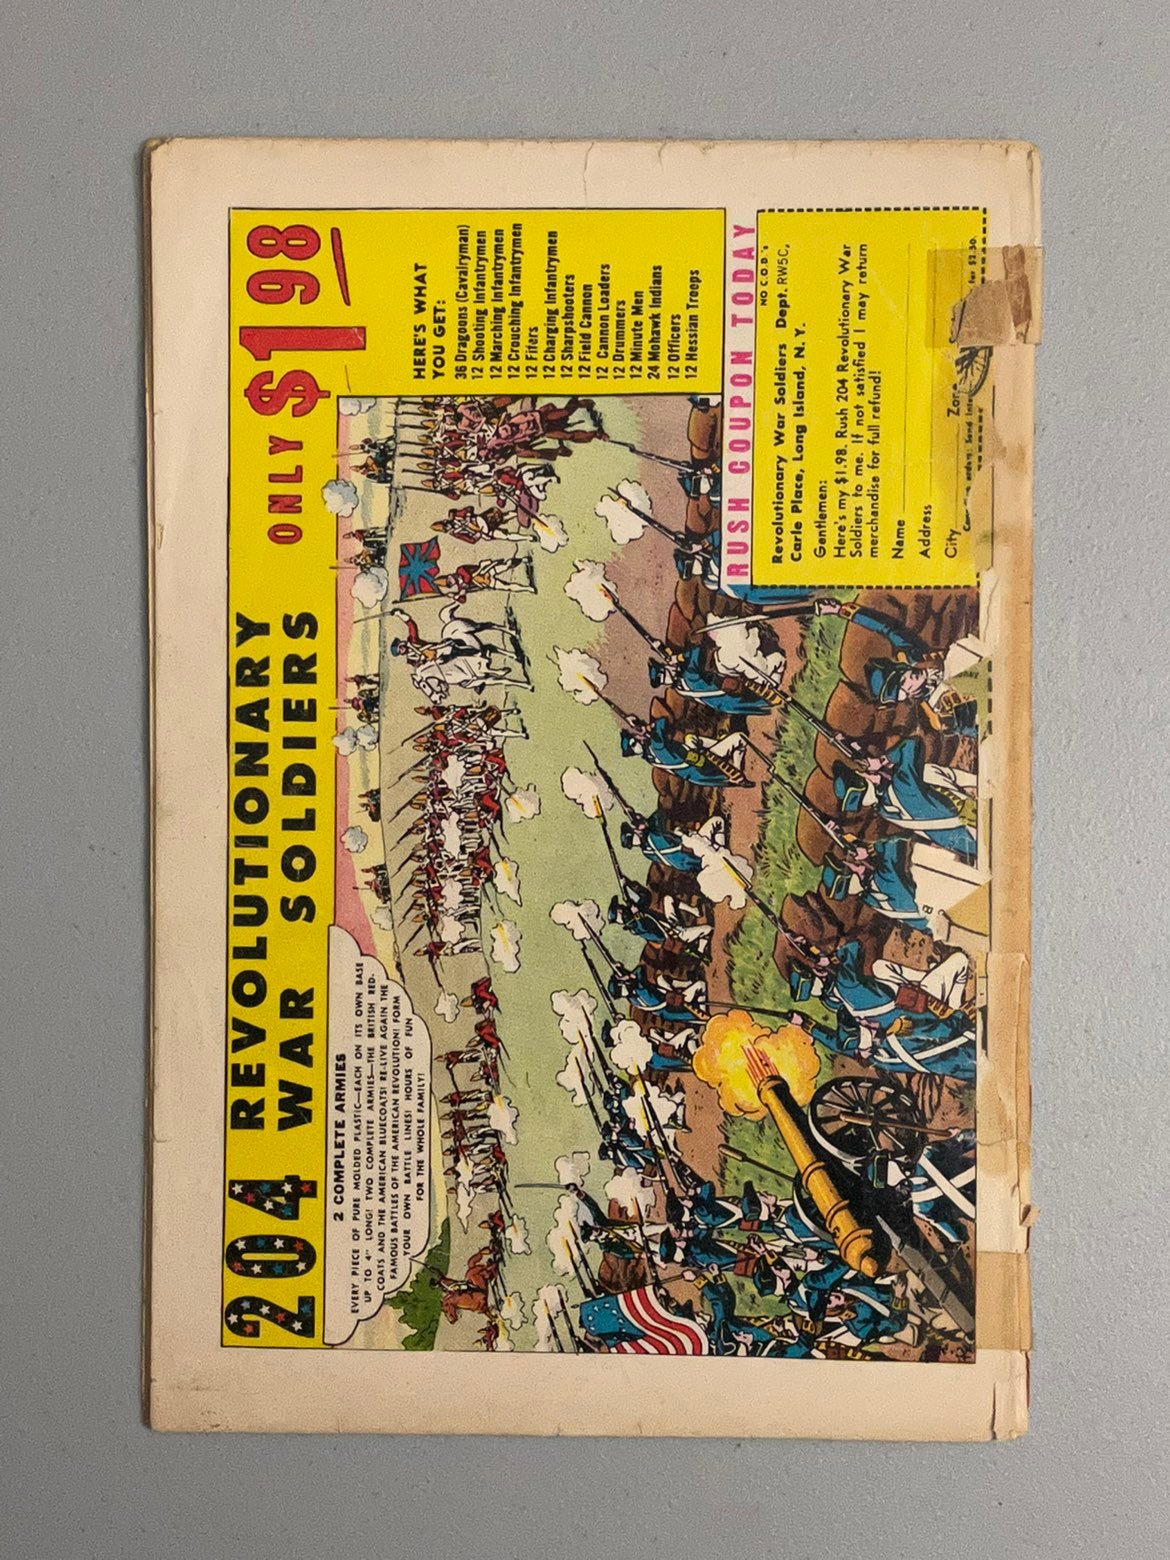 204 REVOLUTIONARY
WAR SOLDIERS
ONLY $1.98
2 COMPLETE ARMIES
EVERY PIECE OF PURE MOLDED PLASTIC—EACH ON ITS OWN BASE
UP TO 4" LONG! TWO COMPLETE ARMIES—THE BRITISH RED-
COATS AND THE AMERICAN BLUECOATS! RE-LIVE AGAIN THE
FAMOUS BATTLES OF THE AMERICAN REVOLUTION! FORM
YOUR OWN BATTLE LINES! HOURS OF FUN
FOR THE WHOLE FAMILY!
HERE'S WHAT
YOU GET:
36 Dragoons (Cavalryman)
12 Shooting Infantrymen
12 Marching Infantrymen
12 Crouching Infantrymen
12 Fifers
12 Charging Infantrymen
12 Sharpshooters
12 Field Cannon
12 Cannon Loaders
12 Drummers
12 Minute Men
24 Mohawk Indians
12 Officers
12 Hessian Troops
RUSH COUPON TODAY
NO C.O.D.'s
Revolutionary War Soldiers Dept. RW5C,
Carle Place, Long Island, N. Y.
Gentlemen:
Here's my $1.98. Rush 204 Revolutionary War
Soldiers to me. If not satisfied I may return
merchandise for full refund!
Name
Address
City Zone
for $2.50.